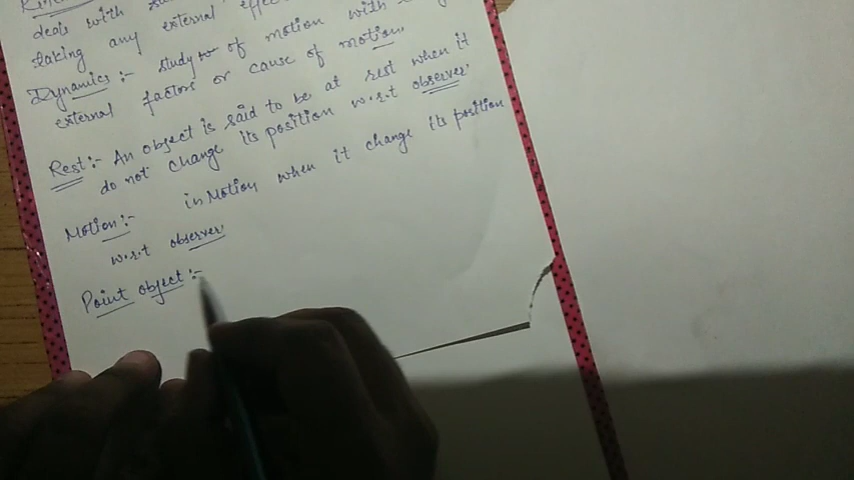 deals with
taking any external effect
Dynamics :- study of motion with
external factors or cause of motion
Rest :- An object is said to be at rest when it
do not change its position w.r.t observer
Motion :- in Motion when it change its position
w.r.t observer
Point object :-